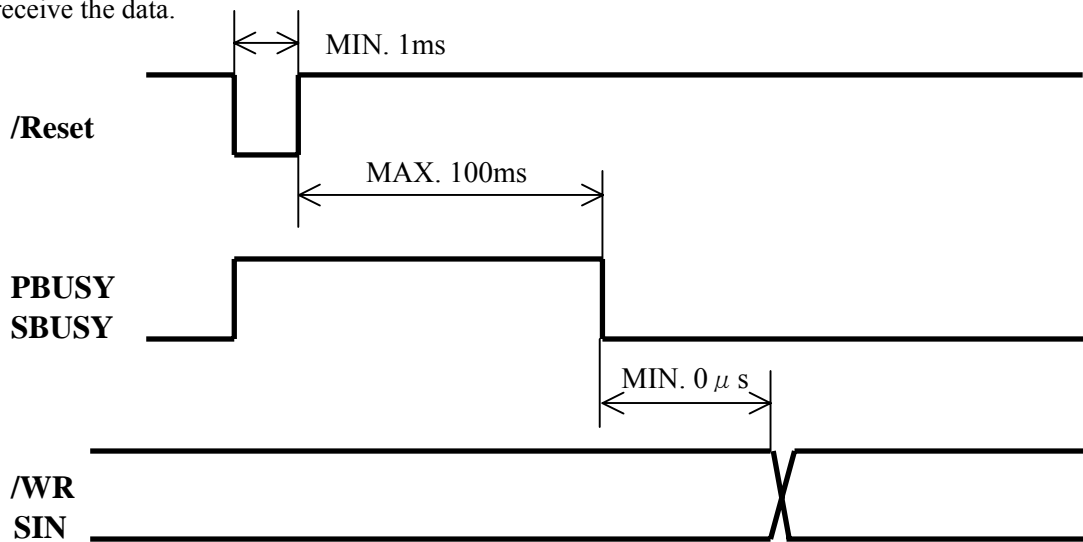 receive the data.
MIN. 1ms
/Reset
MAX. 100ms
PBUSY
SBUSY
MIN. 0 μ s
/WR
SIN